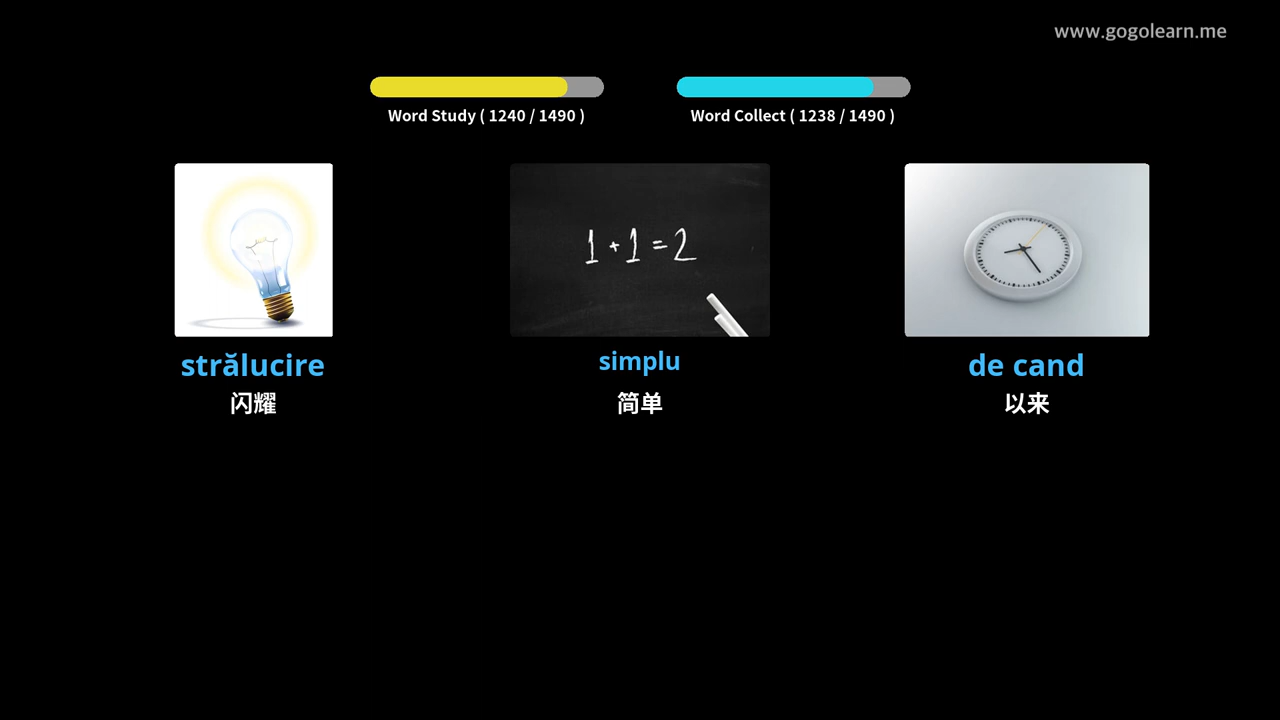 www.gogolearn.me
Word Study ( 1240 / 1490 )
Word Collect ( 1238 / 1490 )
1 + 1 = 2
strălucire
闪耀
simplu
简单
de cand
以来